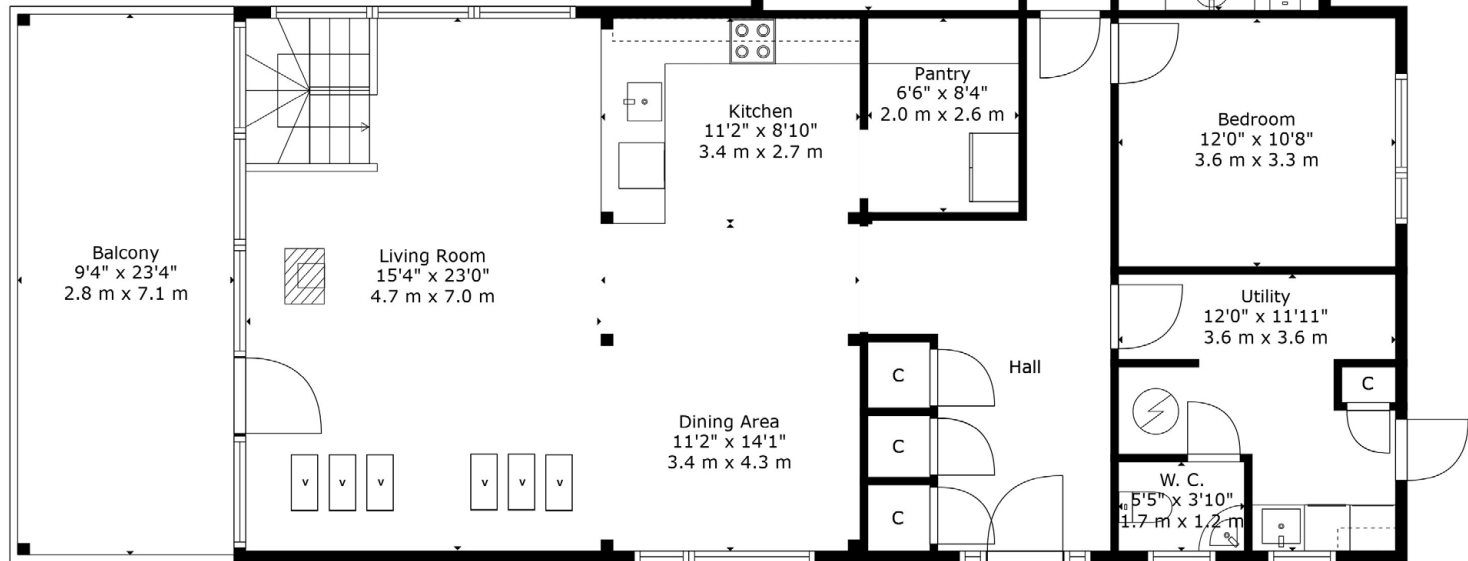 Balcony
9'4" x 23'4"
2.8 m x 7.1 m
Living Room
15'4" x 23'0"
4.7 m x 7.0 m
v
v
v
v
v
v
Kitchen
11'2" x 8'10"
3.4 m x 2.7 m
Dining Area
11'2" x 14'1"
3.4 m x 4.3 m
Pantry
6'6" x 8'4"
2.0 m x 2.6 m
Hall
C
C
C
Bedroom
12'0" x 10'8"
3.6 m x 3.3 m
Utility
12'0" x 11'11"
3.6 m x 3.6 m
C
W. C.
5'5" x 3'10"
1.7 m x 1.2 m